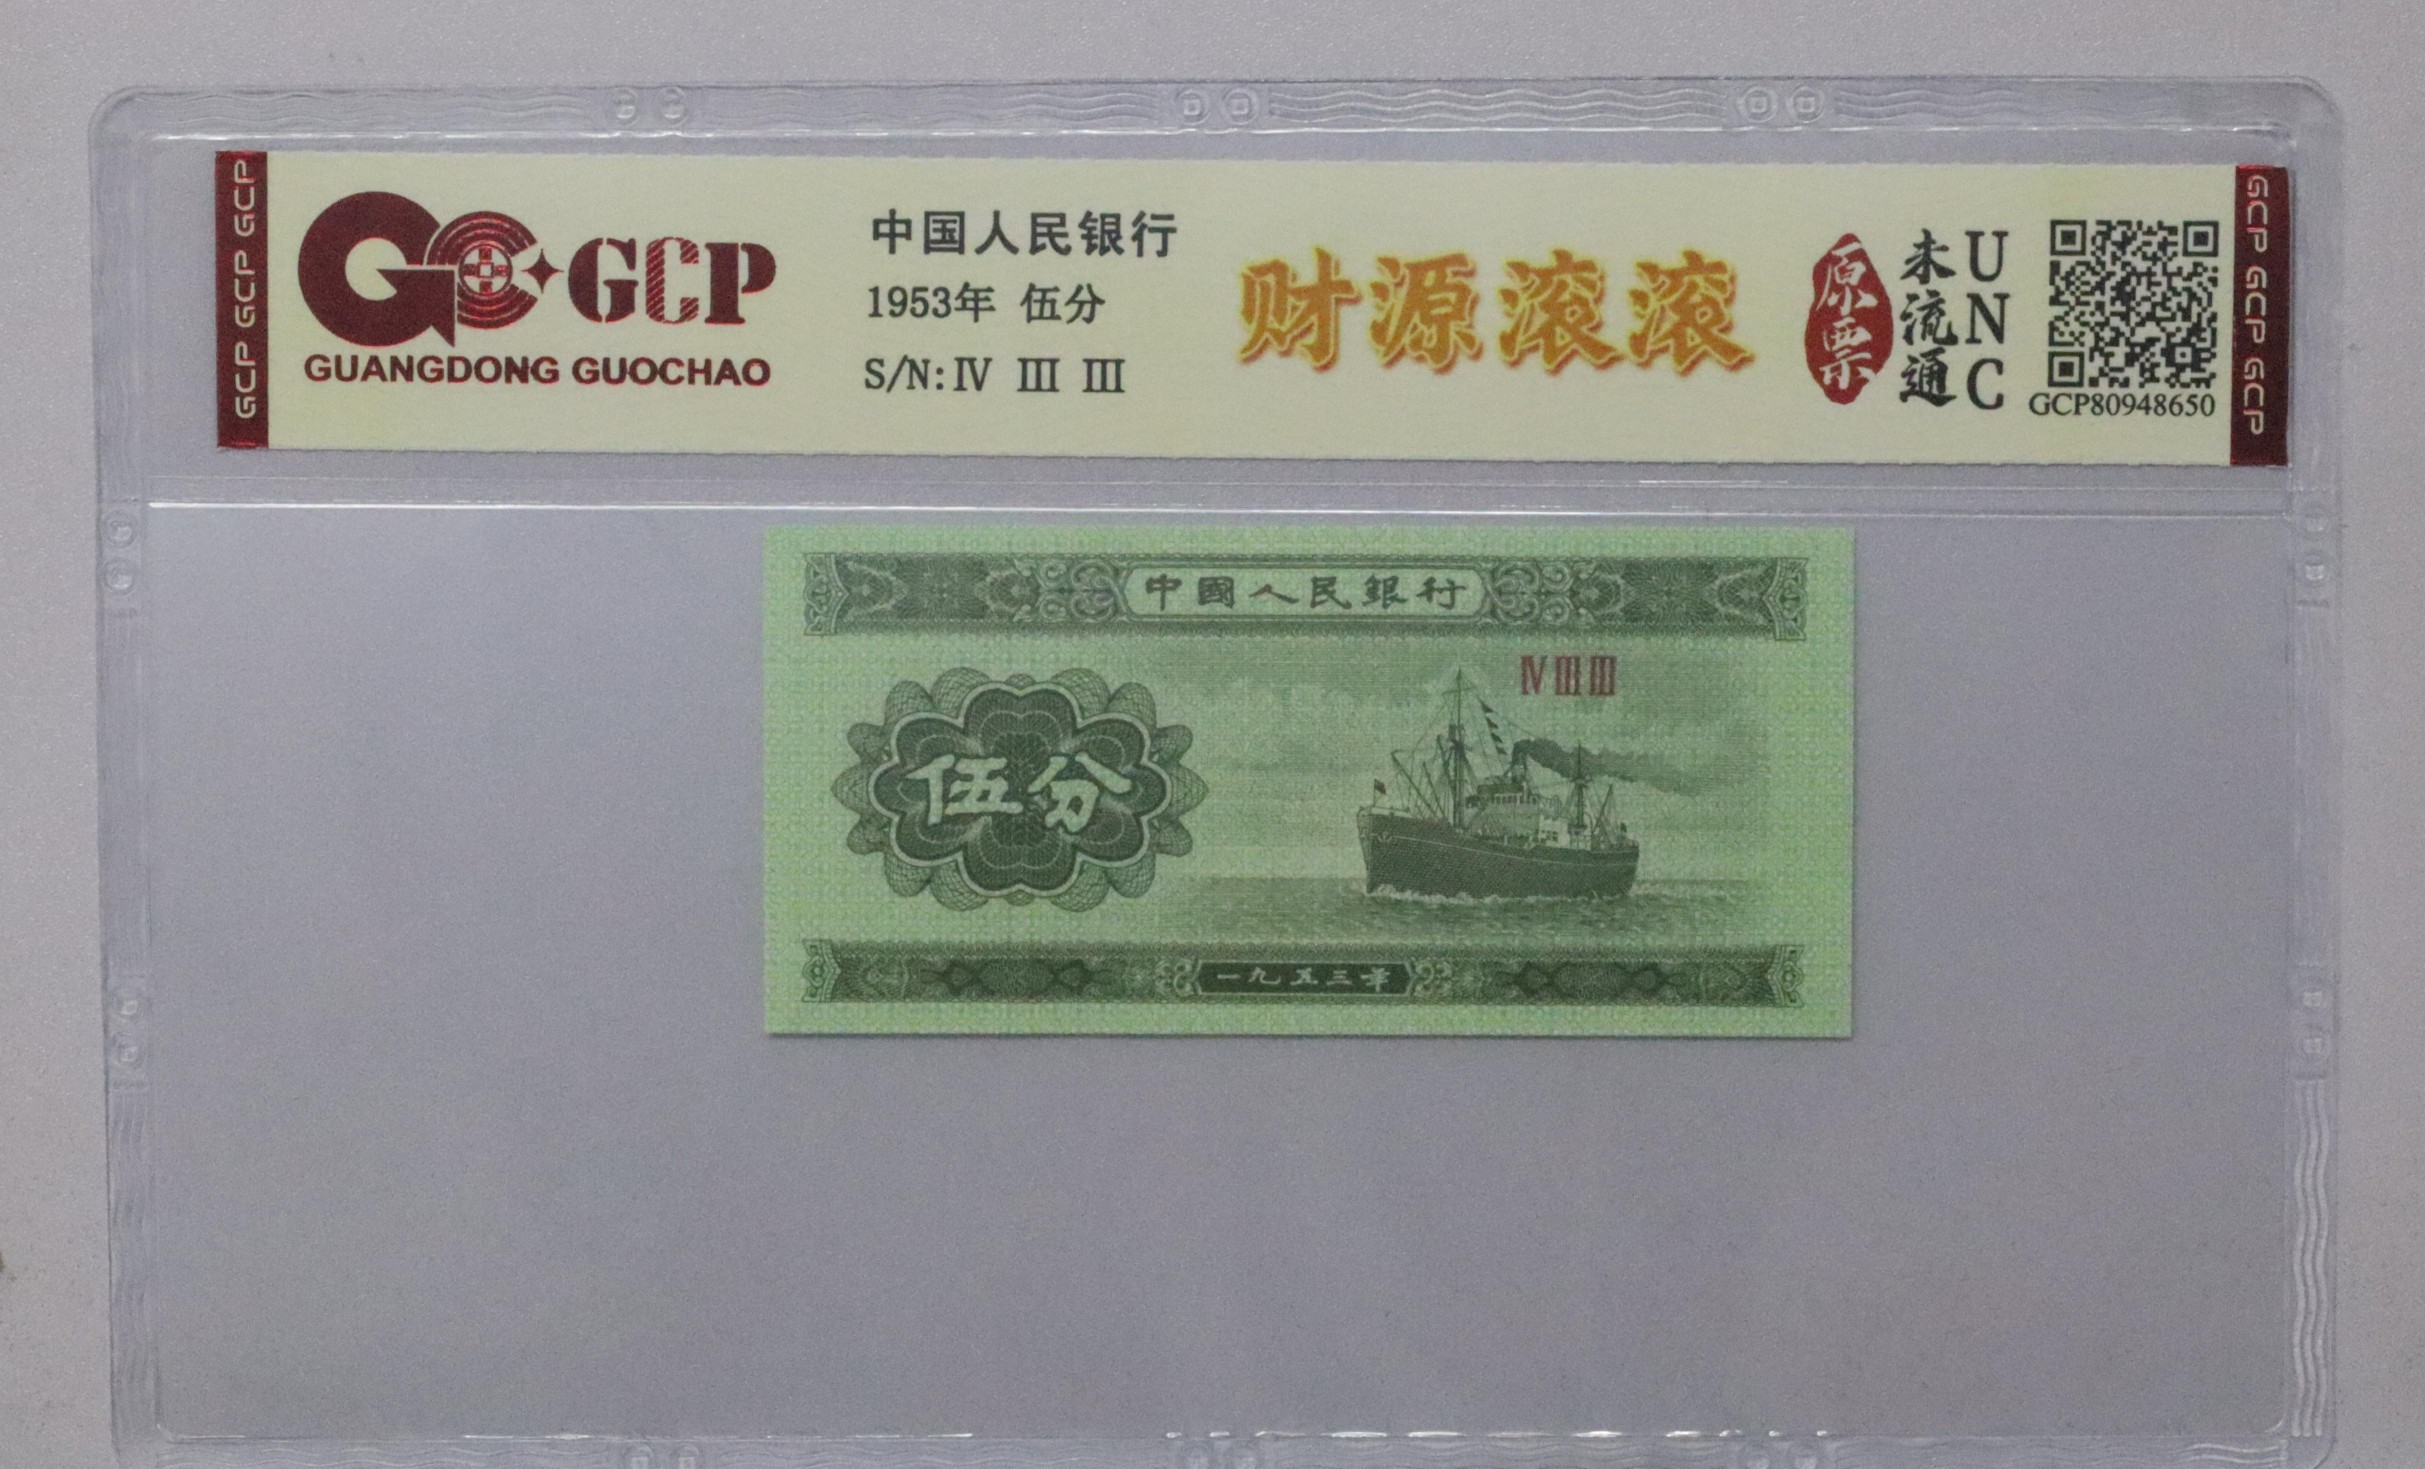 GCP GCP GCP
GCP
GUANGDONG GUOCHAO
中国人民银行
1953年 伍分
S/N: Ⅳ Ⅲ Ⅲ
财源滚滚
原票
未流通
UNC
GCP80948650
GCP GCP GCP
中國人民銀行
Ⅳ Ⅲ Ⅲ
伍分
一九五三年